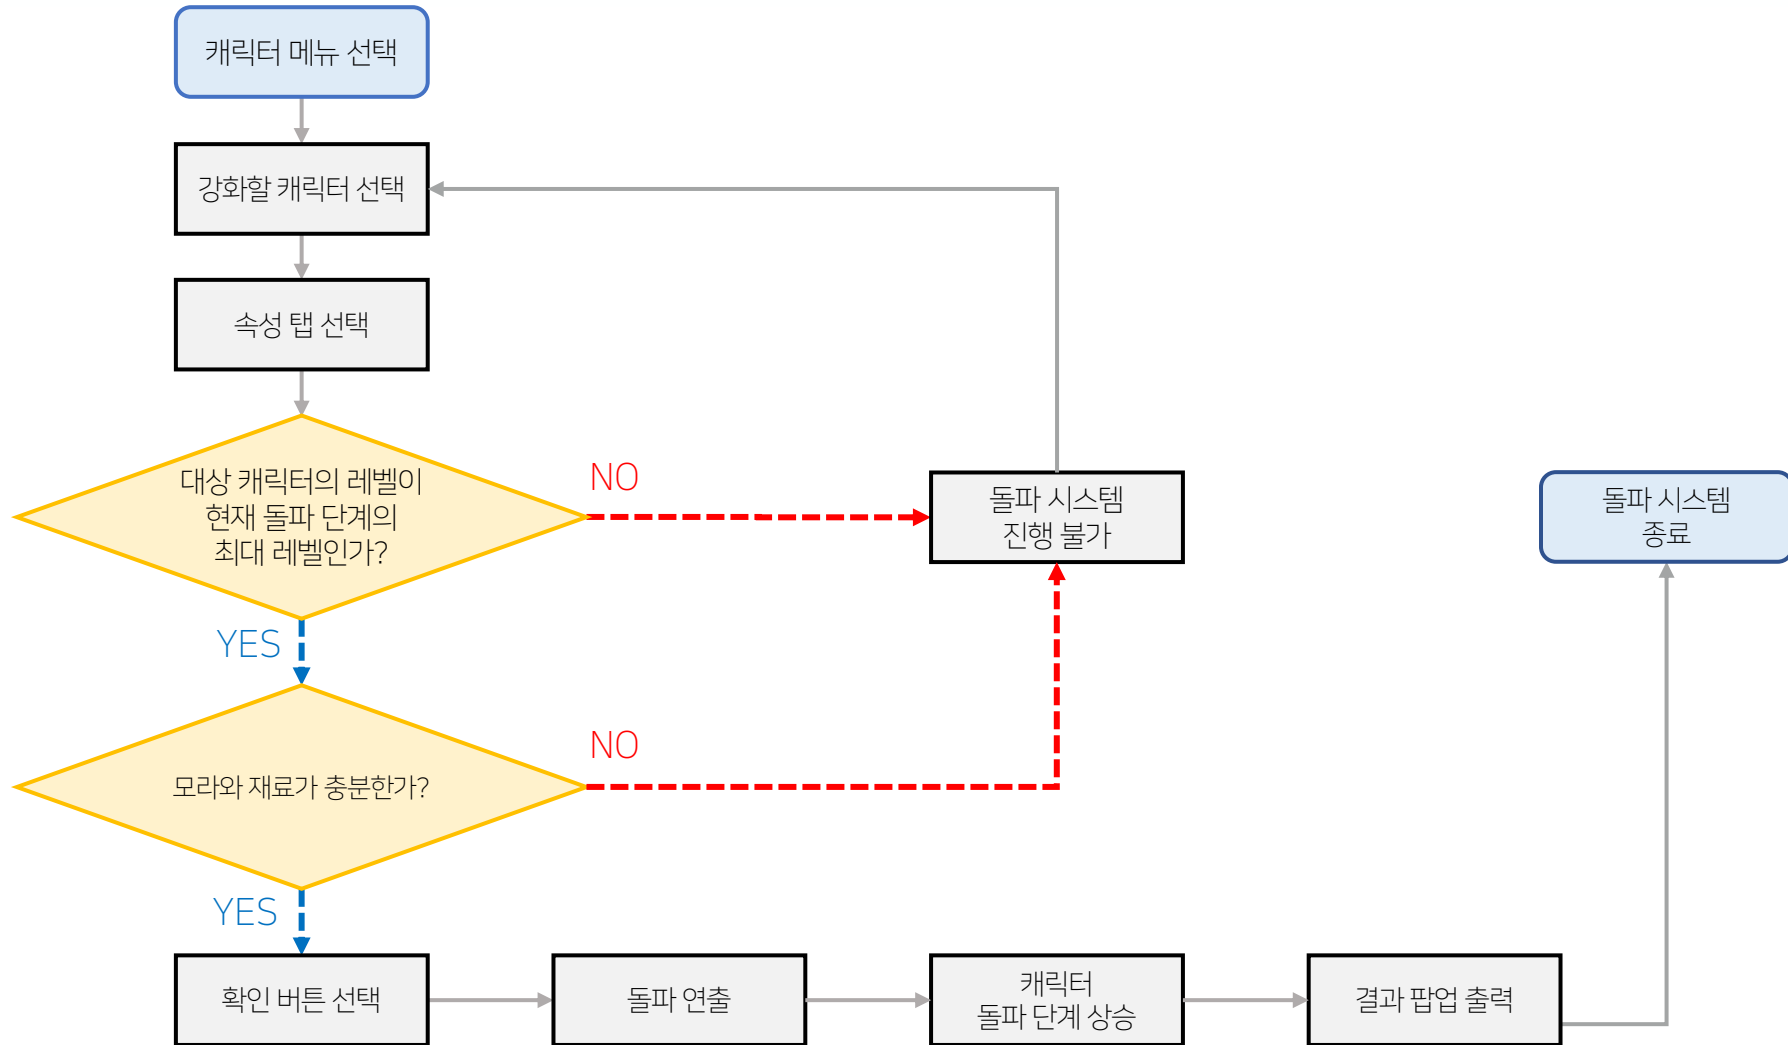 캐릭터 메뉴 선택
강화할 캐릭터 선택
속성 탭 선택
대상 캐릭터의 레벨이
현재 돌파 단계의
최대 레벨인가?
NO
돌파 시스템
진행 불가
돌파 시스템
종료
YES
모라와 재료가 충분한가?
NO
YES
확인 버튼 선택
돌파 연출
캐릭터
돌파 단계 상승
결과 팝업 출력